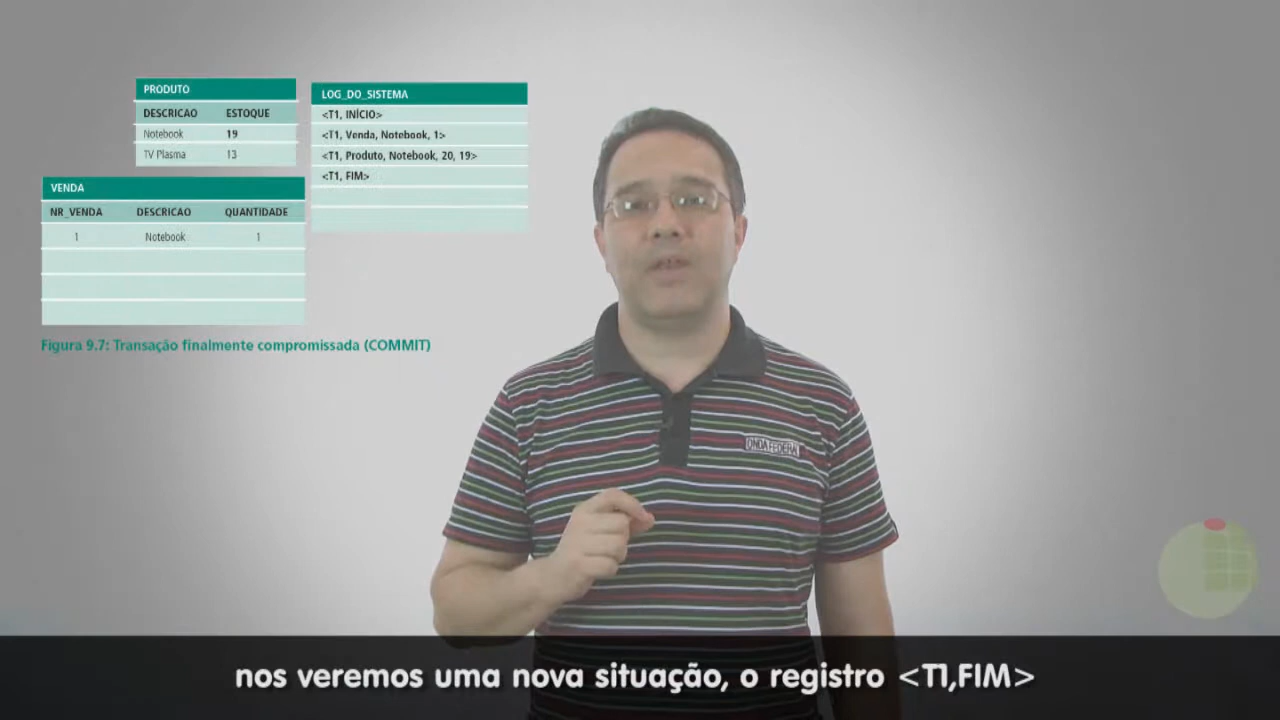 PRODUTO
DESCRICAO ESTOQUE
Notebook 19
TV Plasma 13
LOG_DO_SISTEMA
<T1, INÍCIO>
<T1, Venda, Notebook, 1>
<T1, Produto, Notebook, 20, 19>
<T1, FIM>
VENDA
NR_VENDA DESCRICAO QUANTIDADE
1 Notebook 1
Figura 9.7: Transação finalmente compromissada (COMMIT)
ONDA FEDERAL
nos veremos uma nova situação, o registro <T1,FIM>